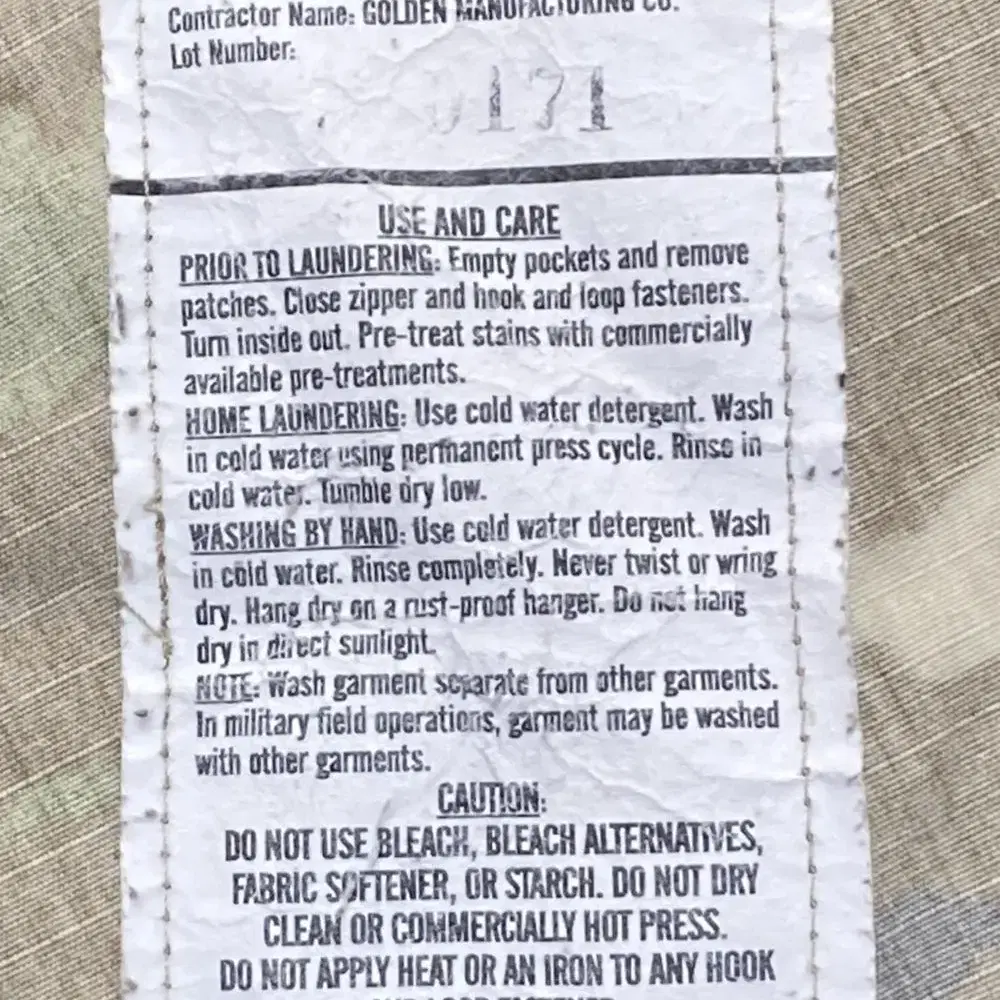 Contractor Name: GOLDEN MANUFACTURING CO.
Lot Number:
0171
USE AND CARE
PRIOR TO LAUNDERING: Empty pockets and remove
patches. Close zipper and hook and loop fasteners.
Turn inside out. Pre-treat stains with commercially
available pre-treatments.
HOME LAUNDERING: Use cold water detergent. Wash
in cold water using permanent press cycle. Rinse in
cold water. Tumble dry low.
WASHING BY HAND: Use cold water detergent. Wash
in cold water. Rinse completely. Never twist or wring
dry. Hang dry on a rust-proof hanger. Do not hang
dry in direct sunlight.
NOTE: Wash garment separate from other garments.
In military field operations, garment may be washed
with other garments.
CAUTION:
DO NOT USE BLEACH, BLEACH ALTERNATIVES,
FABRIC SOFTENER, OR STARCH. DO NOT DRY
CLEAN OR COMMERCIALLY HOT PRESS.
DO NOT APPLY HEAT OR AN IRON TO ANY HOOK
AND LOOP FASTENER